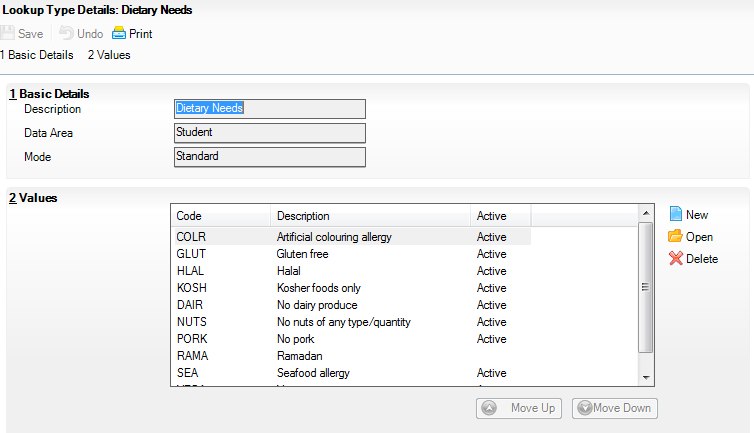 Lookup Type Details: Dietary Needs
Save Undo Print
1 Basic Details 2 Values
1 Basic Details
Description Dietary Needs
Data Area Student
Mode Standard
2 Values
Code Description Active
New
COLR Artificial colouring allergy Active
Open
GLUT Gluten free Active
Delete
HLAL Halal Active
KOSH Kosher foods only Active
DAIR No dairy produce Active
NUTS No nuts of any type/quantity Active
PORK No pork Active
RAMA Ramadan
SEA Seafood allergy Active
Move Up Move Down